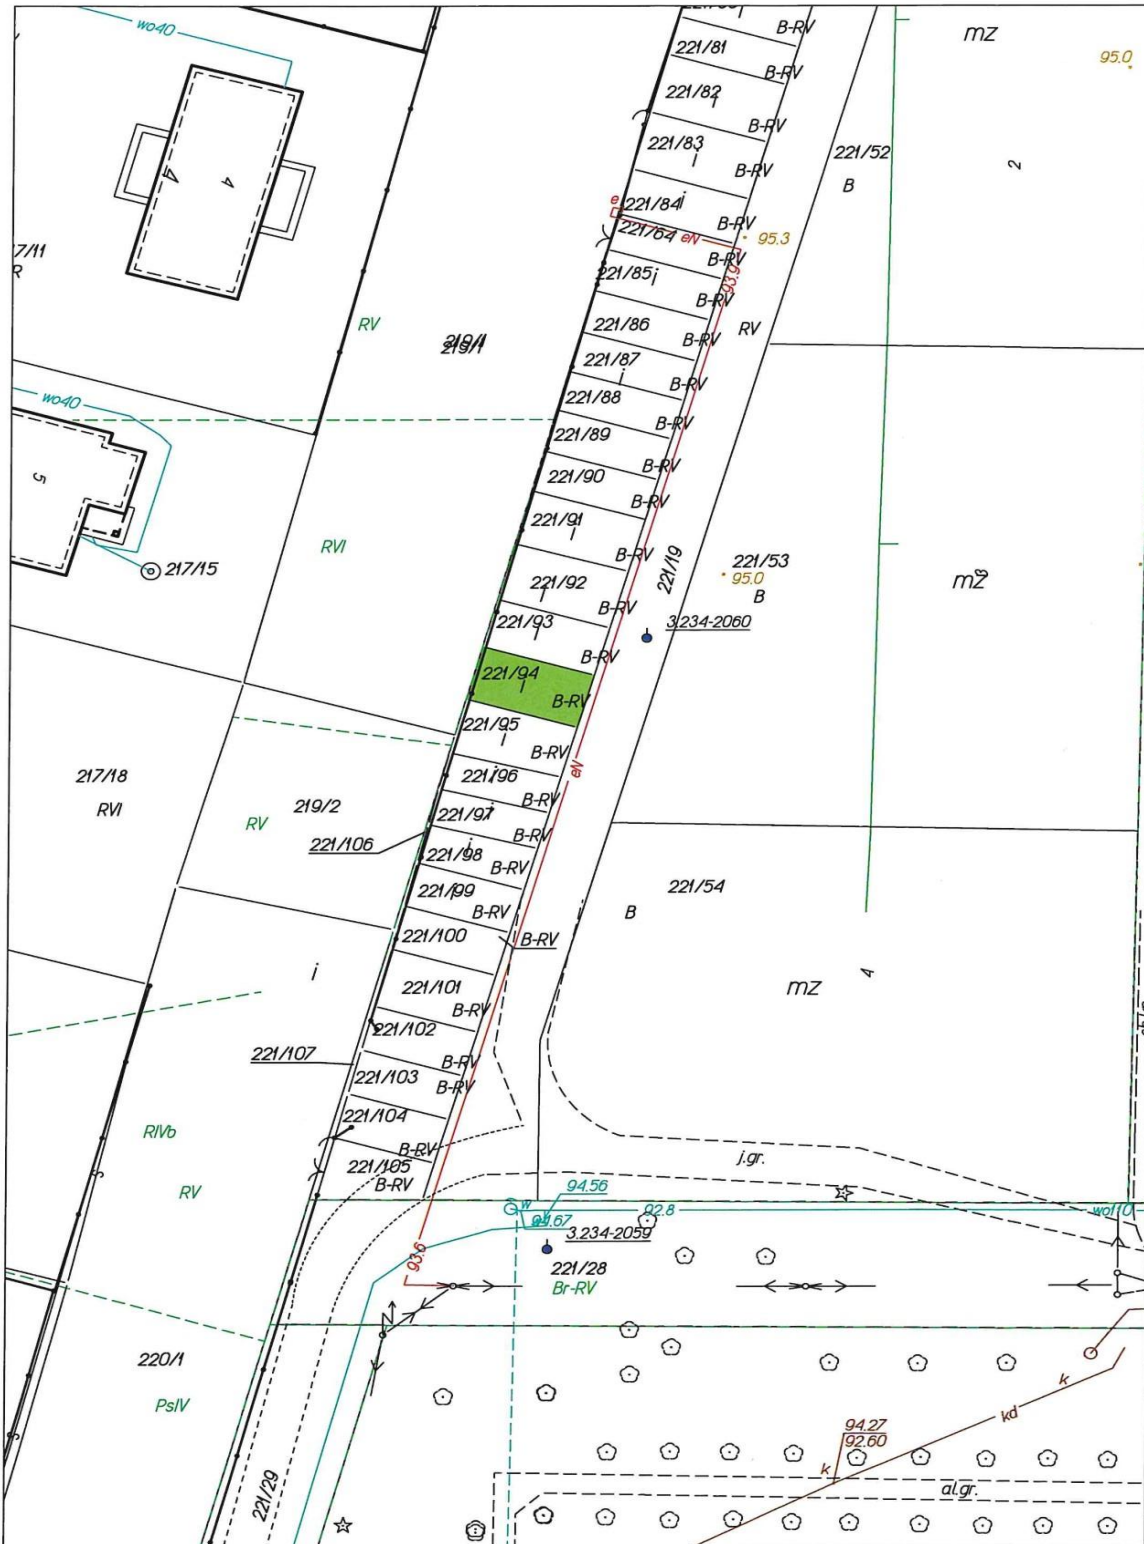 wo40
B-RV
mz
95.0
221/81
B-RV
221/82
i
B-RV
221/83
i
221/52
B
2
B-RV
4
221/84
i
e
B-RV
221/64
eN
95.3
B-RV
221/85
i
93.9
B-RV
RV
221/86
RV
B-RV
219/1
221/87
i
B-RV
wo40
221/88
B-RV
221/89
B-RV
5
221/90
B-RV
221/91
i
RVI
B-RV
221/19
221/53
217/15
95.0
mz
B
221/92
i
B-RV
221/93
i
3.234-2060
B-RV
221/94
i
B-RV
221/95
i
B-RV
eN
217/18
221/96
i
RVI
B-RV
219/2
221/97
i
RV
B-RV
221/106
221/98
i
B-RV
221/99
i
221/54
B-RV
B
221/100
B-RV
i
4
mz
221/101
B-RV
221/102
221/107
B-RV
221/103
B-RV
221/104
RIVb
B-RV
j.gr.
221/105
B-RV
RV
94.56
w
92.8
wo110
94.67
3.234-2059
93.6
221/28
Br-RV
N
220/1
PsIV
k
kd
94.27
92.60
k
s
s
221/29
al.gr.